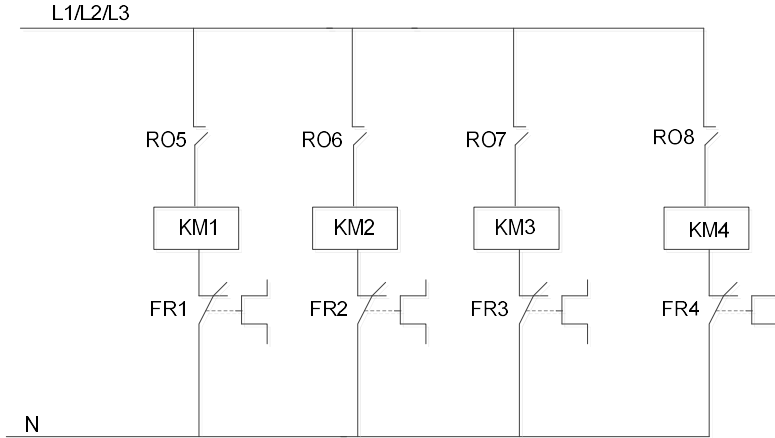 L1/L2/L3
RO5 RO6 RO7 RO8
KM1 KM2 KM3 KM4
FR1 FR2 FR3 FR4
N